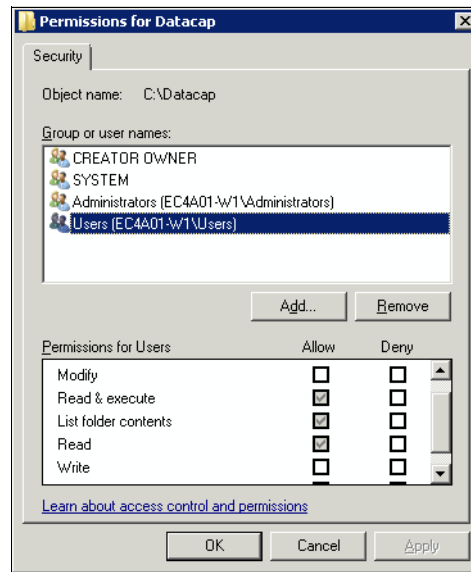 Permissions for Datacap
Security
Object name: C:\Datacap
Group or user names:
CREATOR OWNER
SYSTEM
Administrators (EC4A01-W1\Administrators)
Users (EC4A01-W1\Users)
Add... Remove
Permissions for Users Allow Deny
Modify
Read & execute
List folder contents
Read
Write
Learn about access control and permissions
OK Cancel Apply